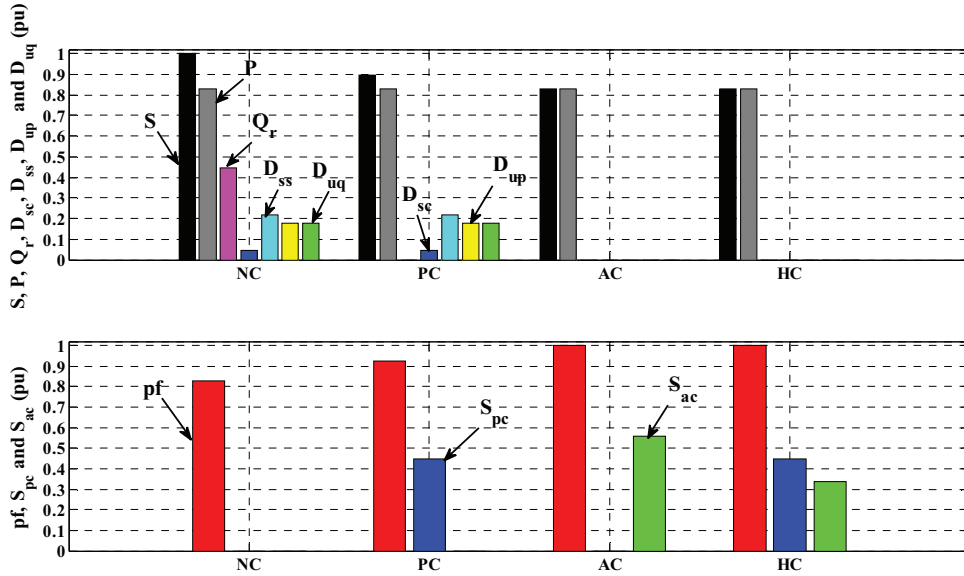 S, P, Q_r, D_sc, D_ss, D_up and D_uq (pu)
1
0.9
0.8
0.7
0.6
0.5
0.4
0.3
0.2
0.1
0
S
P
Q_r
D_ss
D_uq
D_sc
D_up
NC PC AC HC
pf, S_pc and S_ac (pu)
1
0.9
0.8
0.7
0.6
0.5
0.4
0.3
0.2
0.1
0
pf
S_pc
S_ac
NC PC AC HC